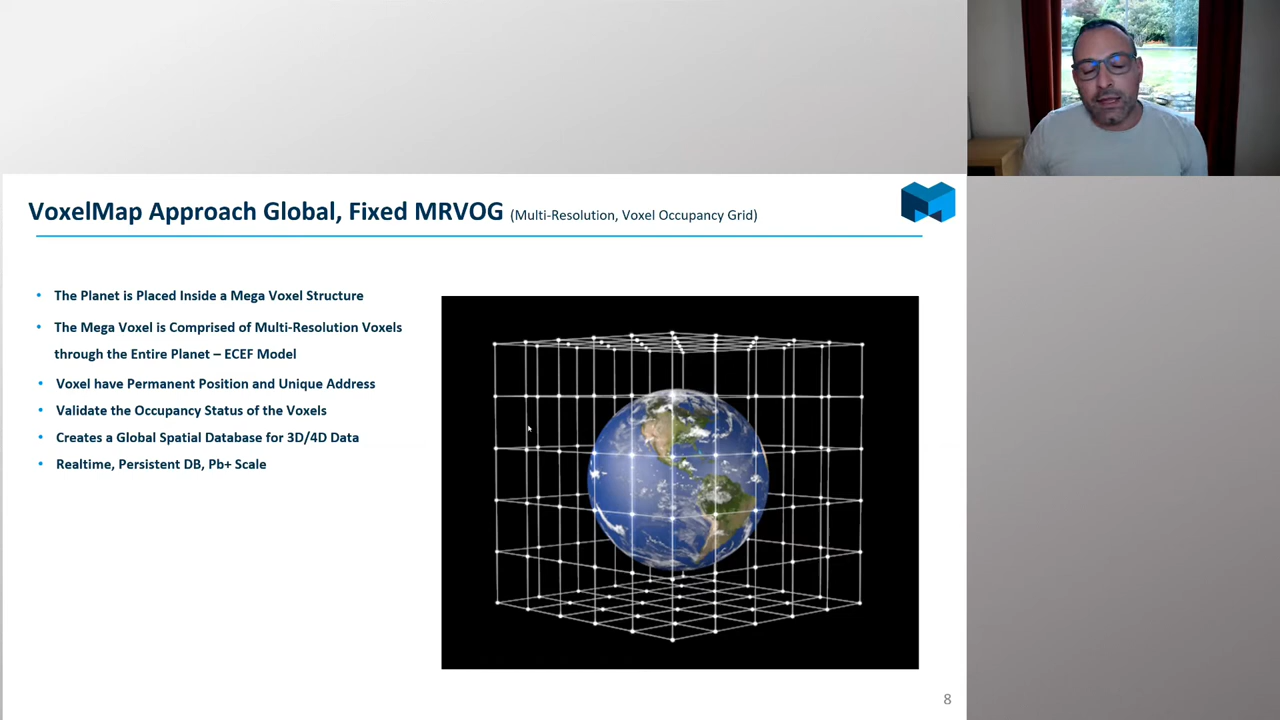 VoxelMap Approach Global, Fixed MRVOG (Multi-Resolution, Voxel Occupancy Grid)
• The Planet is Placed Inside a Mega Voxel Structure
• The Mega Voxel is Comprised of Multi-Resolution Voxels
through the Entire Planet – ECEF Model
• Voxel have Permanent Position and Unique Address
• Validate the Occupancy Status of the Voxels
• Creates a Global Spatial Database for 3D/4D Data
• Realtime, Persistent DB, Pb+ Scale
8